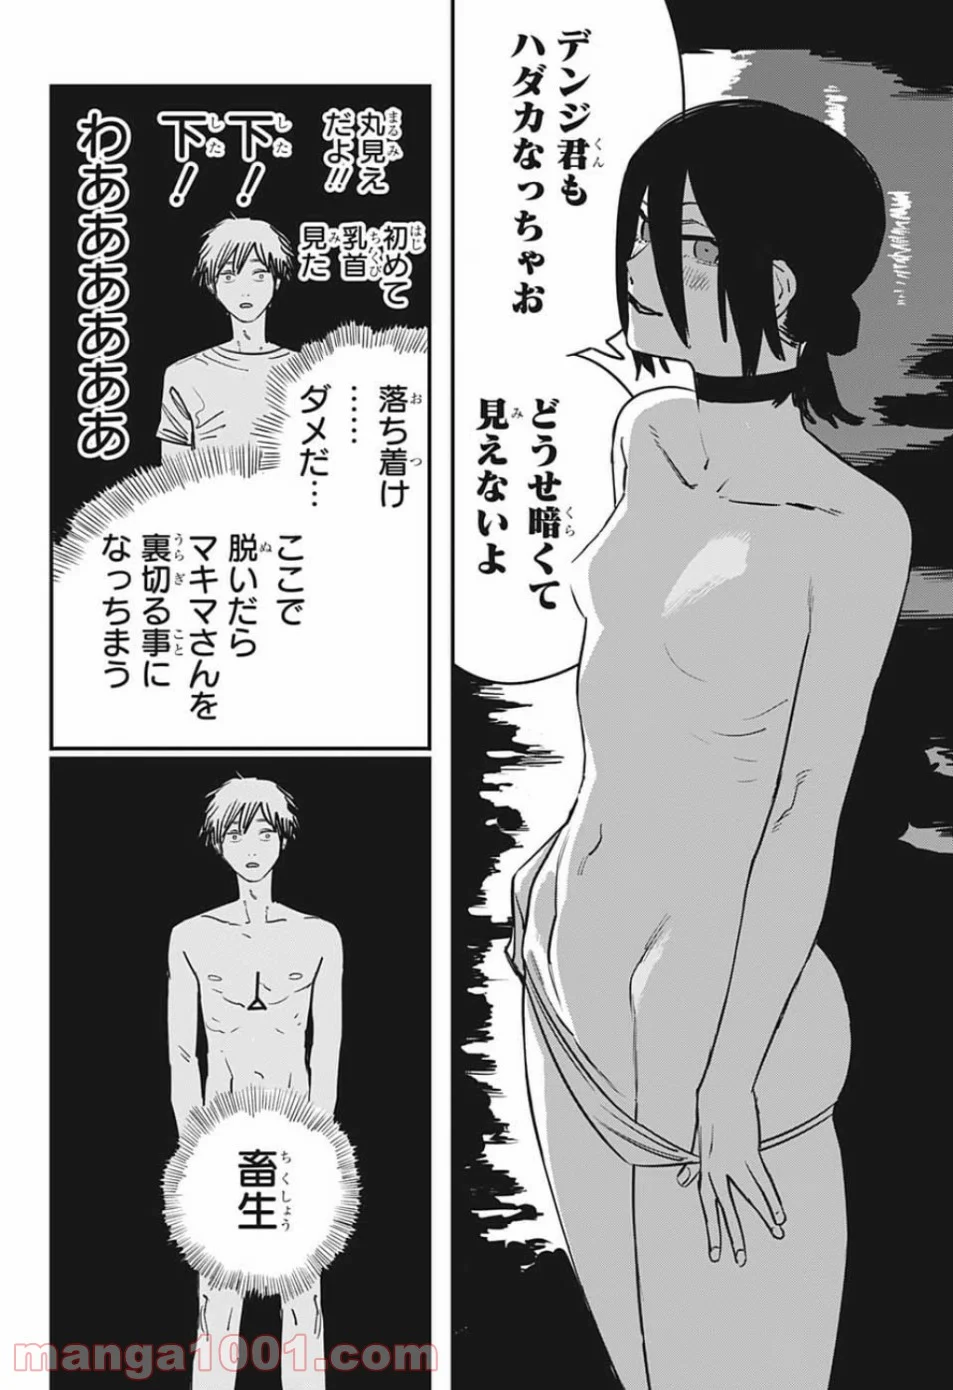 デンジ君も
ハダカなっちゃお
どうせ暗くて
見えないよ
丸見え
だよ!!
初めて
乳首
見た
下!
下!
わあああああああ
落ち着け
……
ダメだ…
ここで
脱いだら
マキマさんを
裏切る事に
なっちまう
畜生
manga1001.com